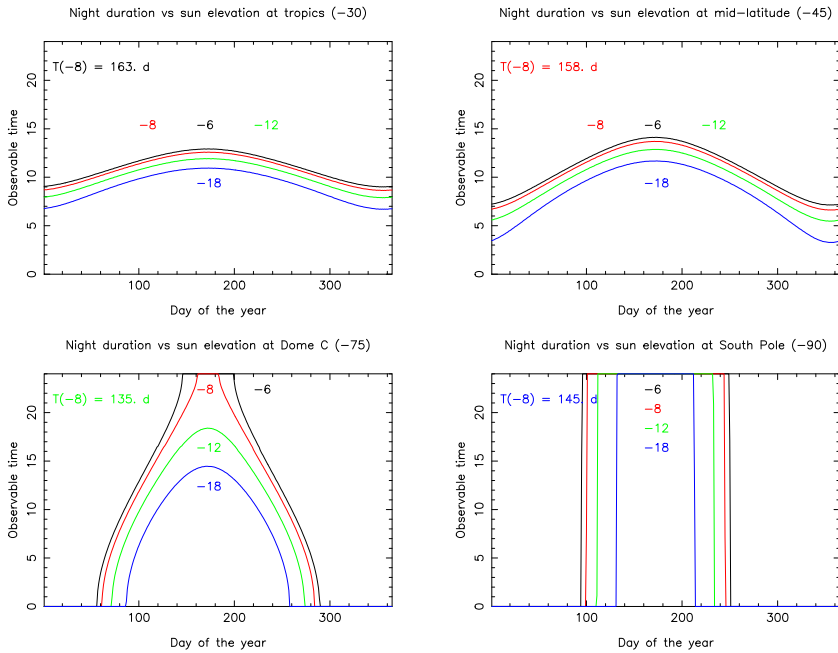 Night duration vs sun elevation at tropics (-30)
T(-8) = 163. d
-8 -6 -12
-18
Observable time
0 5 10 15 20
100 200 300
Day of the year
Night duration vs sun elevation at mid-latitude (-45)
T(-8) = 158. d
-8 -6 -12
-18
Observable time
0 5 10 15 20
100 200 300
Day of the year
Night duration vs sun elevation at Dome C (-75)
T(-8) = 135. d
-8 -6
-12
-18
Observable time
0 5 10 15 20
100 200 300
Day of the year
Night duration vs sun elevation at South Pole (-90)
T(-8) = 145. d
-6
-8
-12
-18
Observable time
0 5 10 15 20
100 200 300
Day of the year